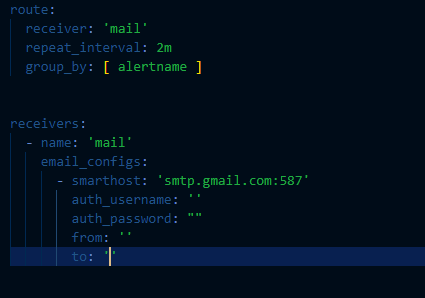 route:
  receiver: 'mail'
  repeat_interval: 2m
  group_by: [ alertname ]
receivers:
  - name: 'mail'
    email_configs:
      - smarthost: 'smtp.gmail.com:587'
        auth_username: ''
        auth_password: ""
        from: ''
        to: ''